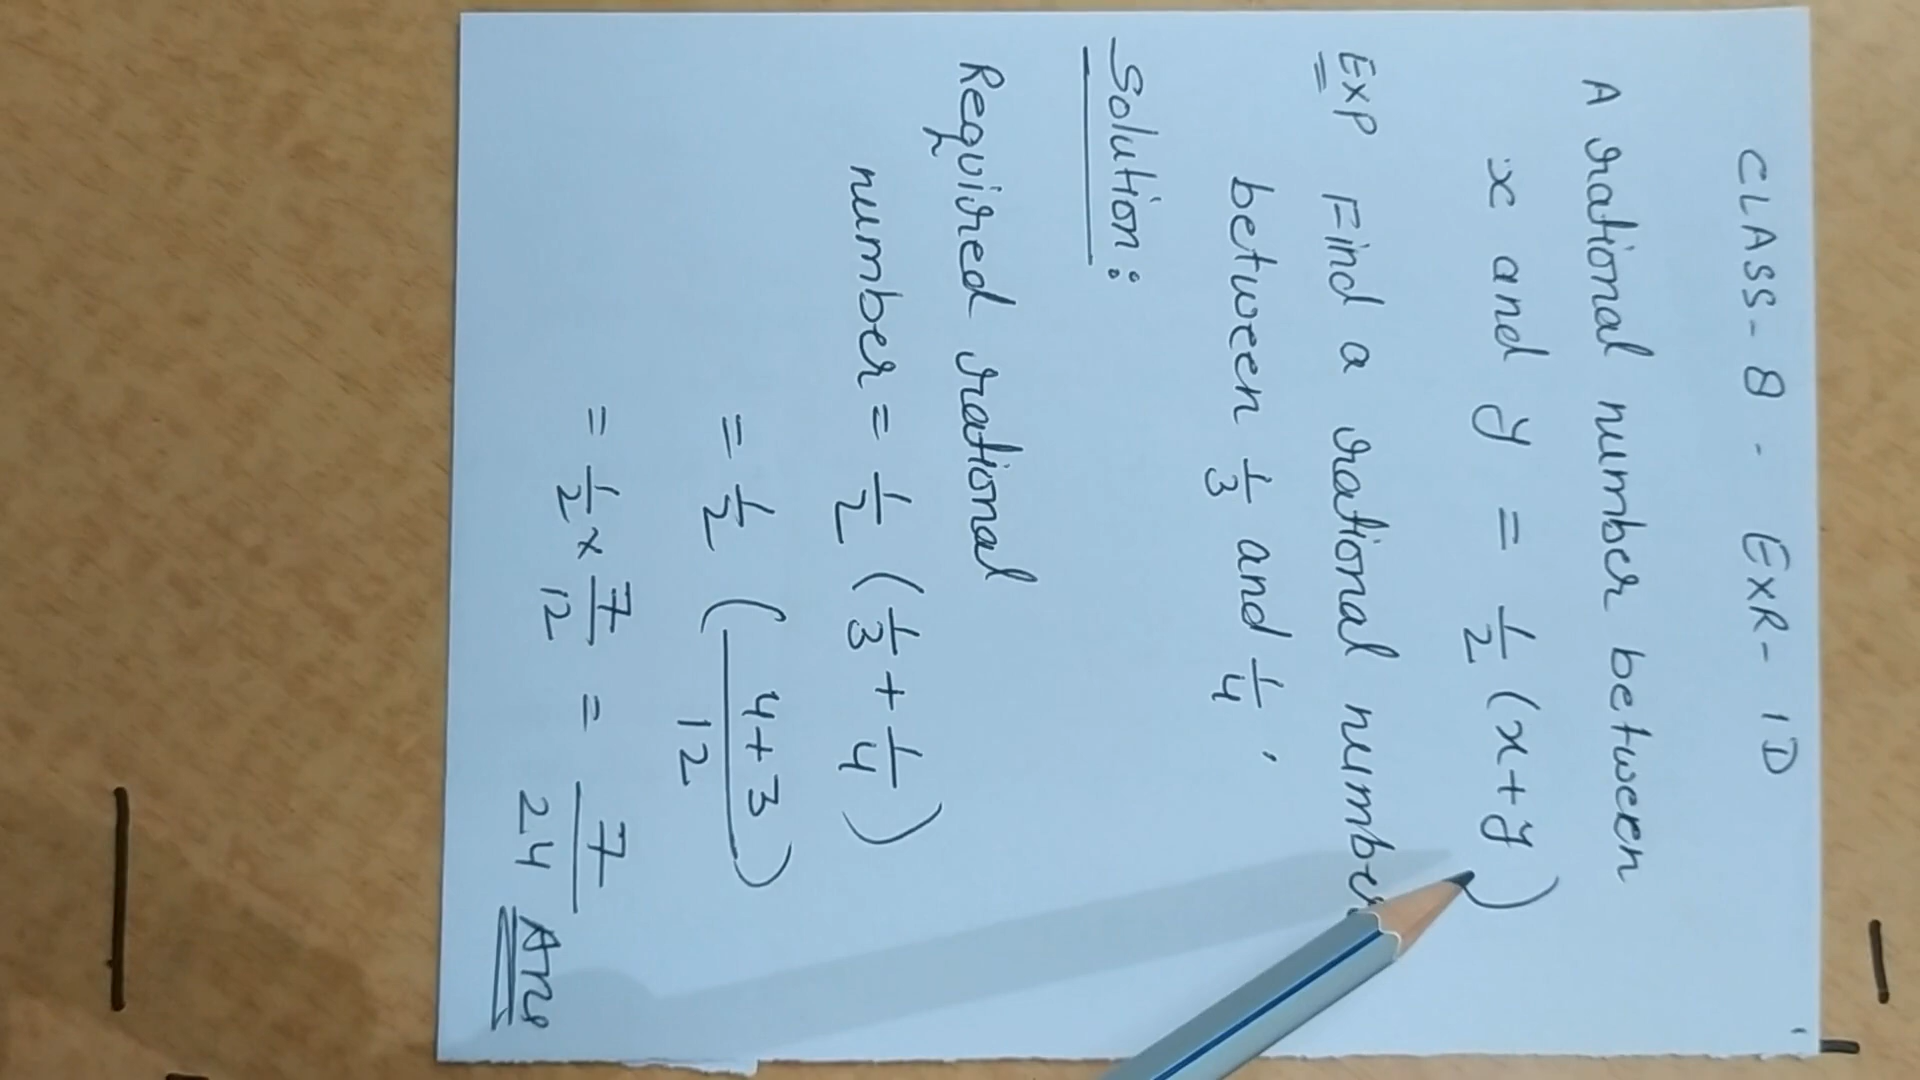 CLASS-8 - EXR-1D
A rational number between
x and y = 1/2 (x+y)
EXP Find a rational number
between 1/3 and 1/4,
Solution:
Required rational
number = 1/2 (1/3 + 1/4)
= 1/2 (4+3/12)
= 1/2 x 7/12 = 7/24 Ans